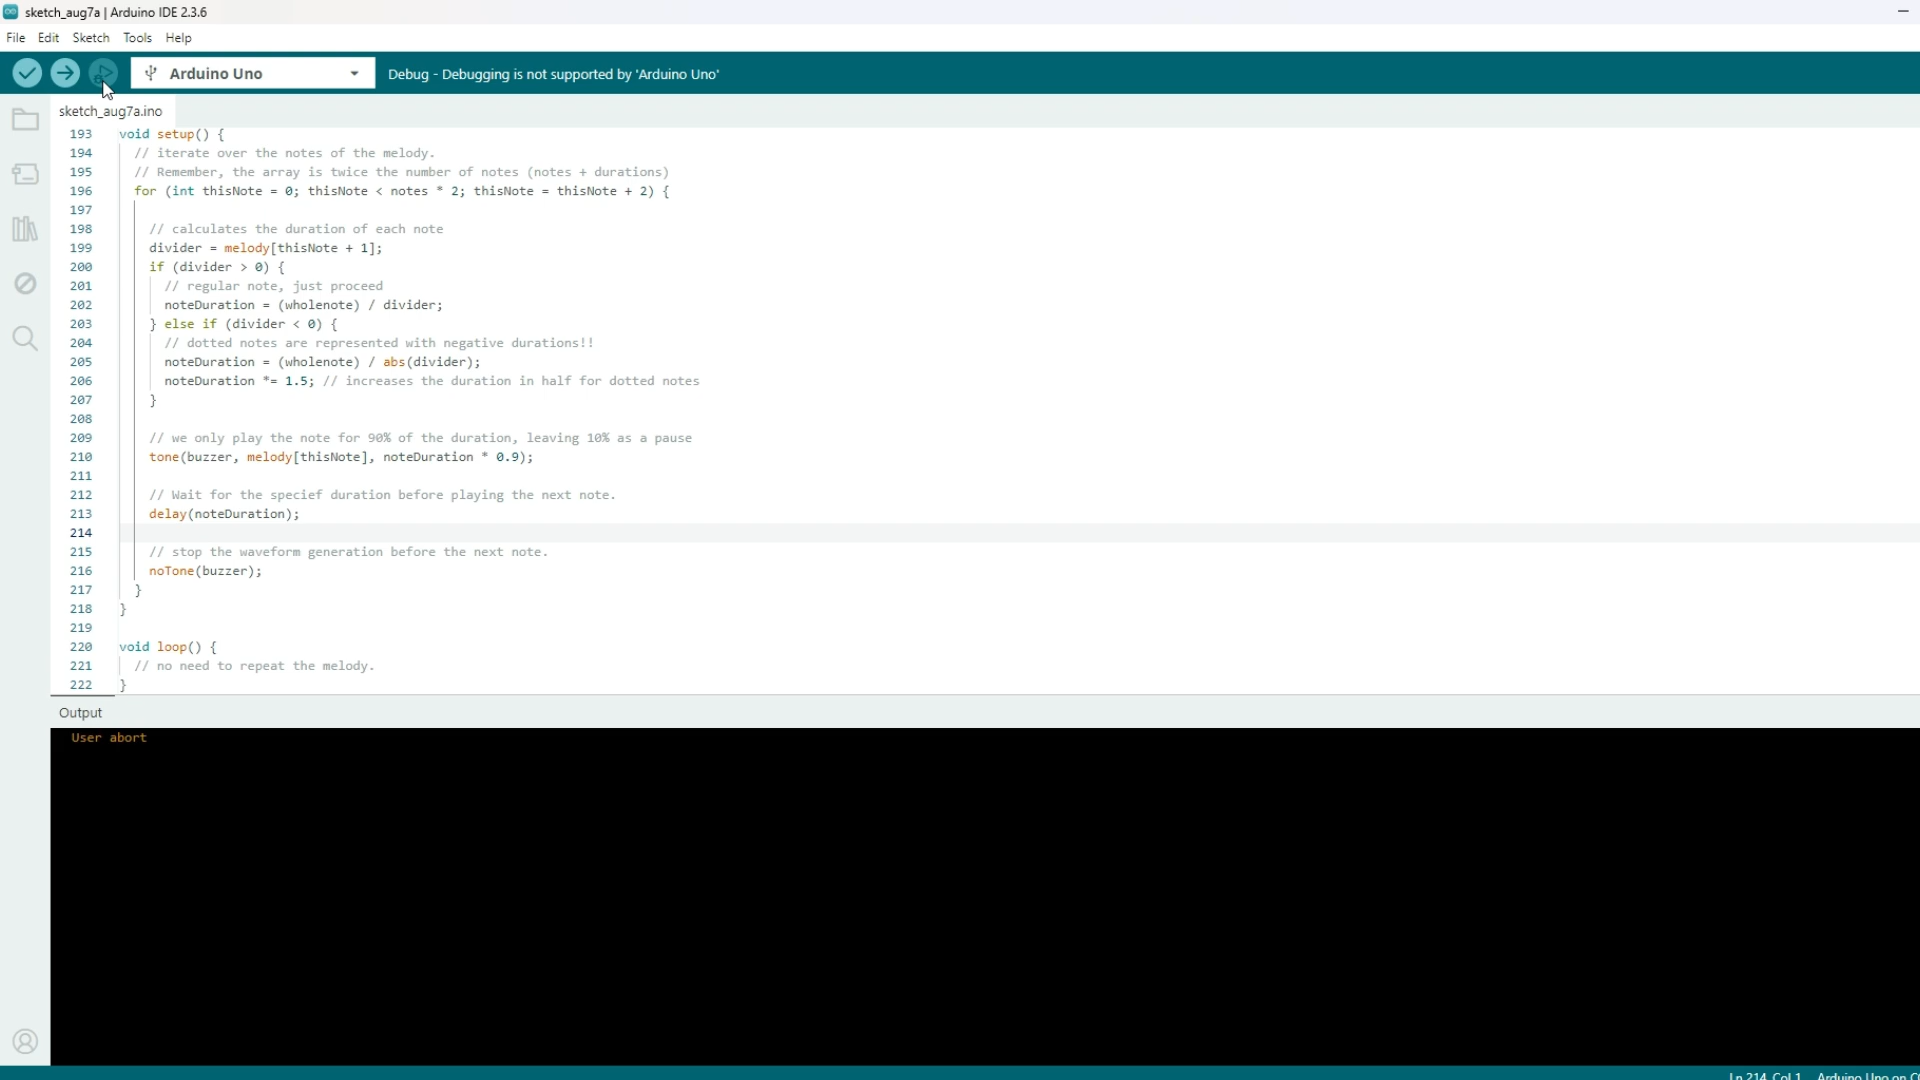 sketch_aug7a | Arduino IDE 2.3.6
File Edit Sketch Tools Help
Arduino Uno
Debug - Debugging is not supported by 'Arduino Uno'
sketch_aug7a.ino
193 void setup() {
194 // iterate over the notes of the melody.
195 // Remember, the array is twice the number of notes (notes + durations)
196 for (int thisNote = 0; thisNote < notes * 2; thisNote = thisNote + 2) {
197
198 // calculates the duration of each note
199 divider = melody[thisNote + 1];
200 if (divider > 0) {
201 // regular note, just proceed
202 noteDuration = (wholenote) / divider;
203 } else if (divider < 0) {
204 // dotted notes are represented with negative durations!!
205 noteDuration = (wholenote) / abs(divider);
206 noteDuration *= 1.5; // increases the duration in half for dotted notes
207 }
208
209 // we only play the note for 90% of the duration, leaving 10% as a pause
210 tone(buzzer, melody[thisNote], noteDuration * 0.9);
211
212 // Wait for the specief duration before playing the next note.
213 delay(noteDuration);
214
215 // stop the waveform generation before the next note.
216 noTone(buzzer);
217 }
218 }
219
220 void loop() {
221 // no need to repeat the melody.
222 }
Output
User abort
Ln 214, Col 1 Arduino Uno on